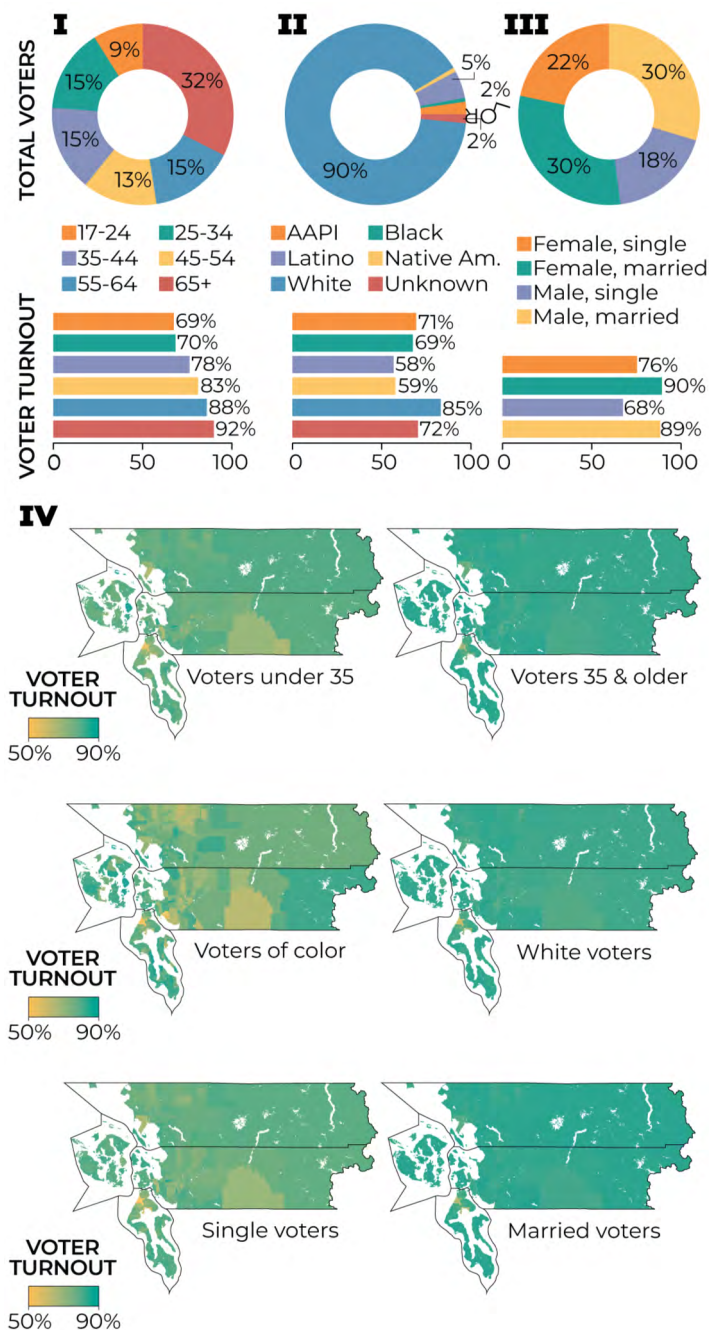 I
II
III
TOTAL VOTERS
9%
32%
15%
15%
13%
15%
5%
2%
2%
90%
22%
30%
30%
18%
17-24
25-34
35-44
45-54
55-64
65+
AAPI
Black
Latino
Native Am.
White
Unknown
Female, single
Female, married
Male, single
Male, married
VOTER TURNOUT
69%
70%
78%
83%
88%
92%
0 50 100
71%
69%
58%
59%
85%
72%
0 50 100
76%
90%
68%
89%
0 50 100
IV
VOTER
TURNOUT
50% 90%
Voters under 35
Voters 35 & older
VOTER
TURNOUT
50% 90%
Voters of color
White voters
VOTER
TURNOUT
50% 90%
Single voters
Married voters